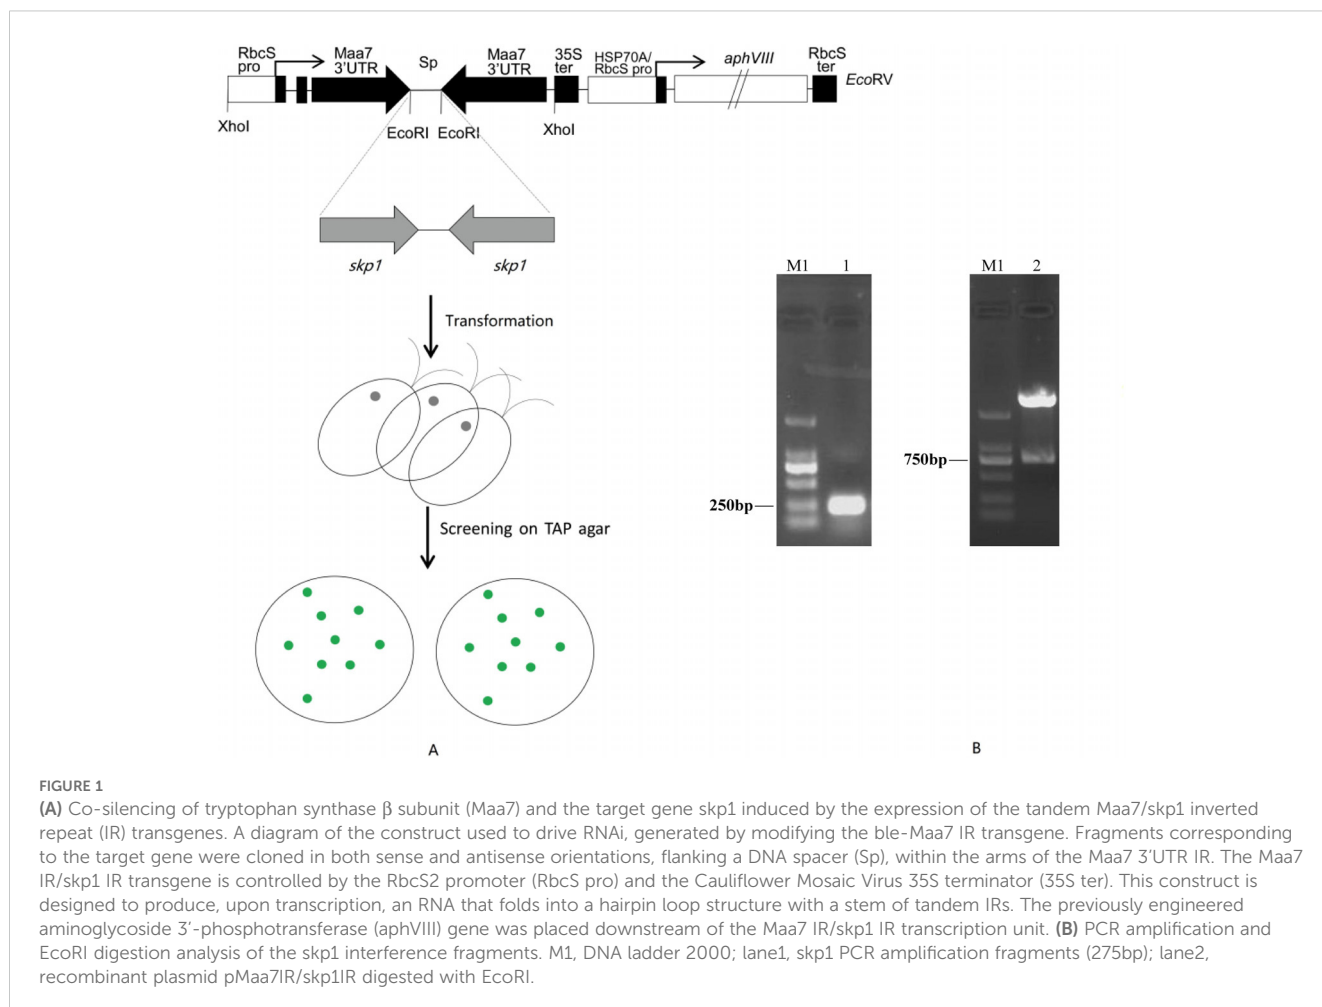 RbcS
pro
Maa7
3'UTR
Sp
Maa7
3'UTR
35S
ter
HSP70A/
RbcS pro
aphVIII
RbcS
ter
EcoRV
XhoI
EcoRI
EcoRI
XhoI
skp1
skp1
Transformation
Screening on TAP agar
A
M1
1
250bp
M1
2
750bp
B
FIGURE 1
(A) Co-silencing of tryptophan synthase β subunit (Maa7) and the target gene skp1 induced by the expression of the tandem Maa7/skp1 inverted
repeat (IR) transgenes. A diagram of the construct used to drive RNAi, generated by modifying the ble-Maa7 IR transgene. Fragments corresponding
to the target gene were cloned in both sense and antisense orientations, flanking a DNA spacer (Sp), within the arms of the Maa7 3'UTR IR. The Maa7
IR/skp1 IR transgene is controlled by the RbcS2 promoter (RbcS pro) and the Cauliflower Mosaic Virus 35S terminator (35S ter). This construct is
designed to produce, upon transcription, an RNA that folds into a hairpin loop structure with a stem of tandem IRs. The previously engineered
aminoglycoside 3'-phosphotransferase (aphVIII) gene was placed downstream of the Maa7 IR/skp1 IR transcription unit. (B) PCR amplification and
EcoRI digestion analysis of the skp1 interference fragments. M1, DNA ladder 2000; lane1, skp1 PCR amplification fragments (275bp); lane2,
recombinant plasmid pMaa7IR/skp1IR digested with EcoRI.